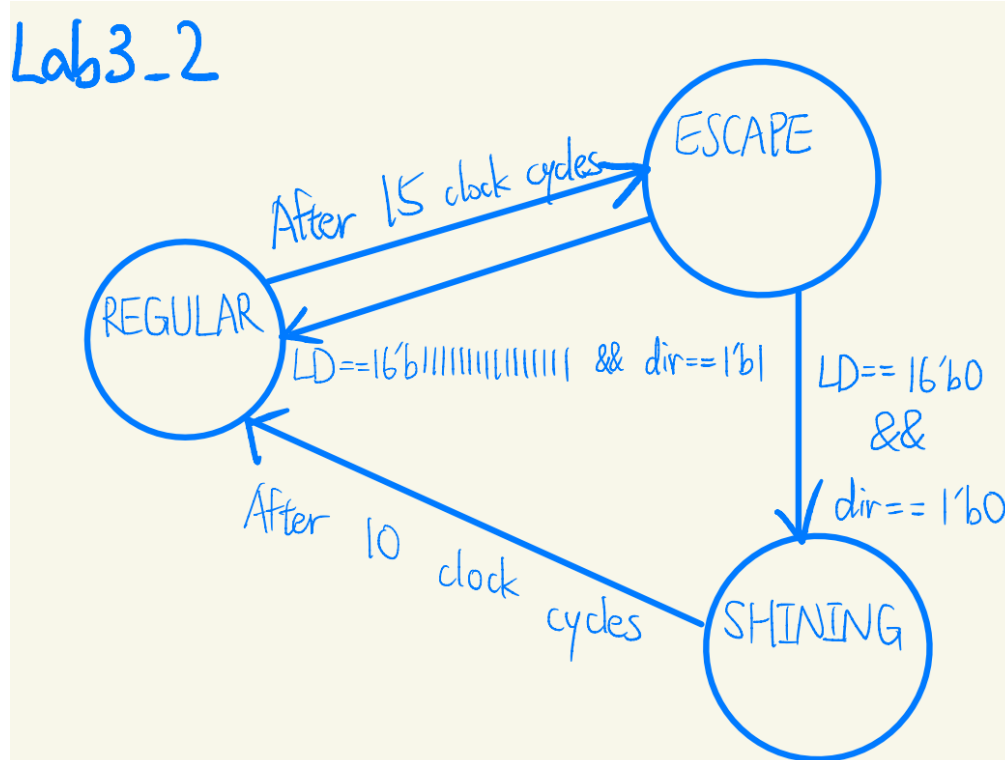 Lab3_2
ESCAPE
After 15 clock cycles
REGULAR
LD==16'b1111111111111111 && dir==1'b1
LD==16'b0
&&
dir==1'b0
After 10
clock
cycles
SHINING